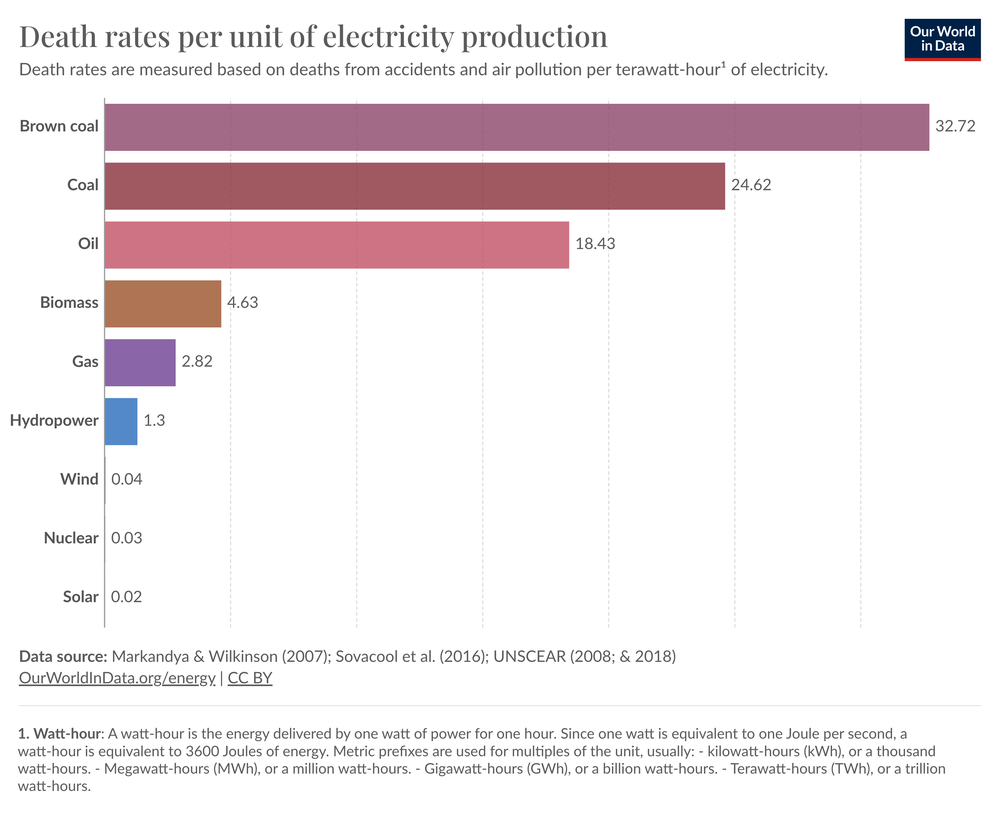 Death rates per unit of electricity production
Our World
in Data
Death rates are measured based on deaths from accidents and air pollution per terawatt-hour¹ of electricity.
Brown coal 32.72
Coal 24.62
Oil 18.43
Biomass 4.63
Gas 2.82
Hydropower 1.3
Wind 0.04
Nuclear 0.03
Solar 0.02
Data source: Markandya & Wilkinson (2007); Sovacool et al. (2016); UNSCEAR (2008; & 2018)
OurWorldInData.org/energy | CC BY
1. Watt-hour: A watt-hour is the energy delivered by one watt of power for one hour. Since one watt is equivalent to one Joule per second, a
watt-hour is equivalent to 3600 Joules of energy. Metric prefixes are used for multiples of the unit, usually: - kilowatt-hours (kWh), or a thousand
watt-hours. - Megawatt-hours (MWh), or a million watt-hours. - Gigawatt-hours (GWh), or a billion watt-hours. - Terawatt-hours (TWh), or a trillion
watt-hours.